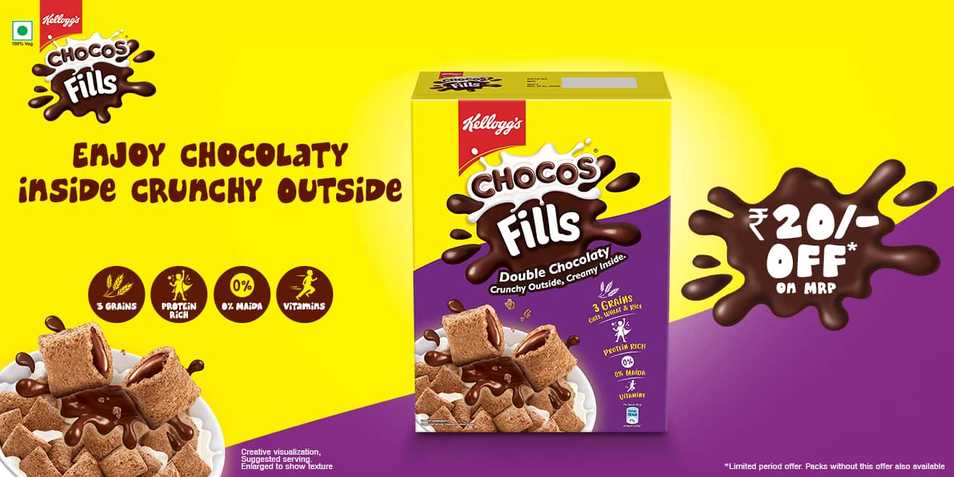 Kellogg's
100% Veg
CHOCOS
Fills
ENJOY CHOCOLATY
INSIDE CRUNCHY OUTSIDE
3 GRAINS
PROTEIN
RICH
0%
0% MAIDA
VITAMINS
Kellogg's
CHOCOS
Fills
Kellogg's
CHOCOS
Fills
Double Chocolaty
Crunchy Outside, Creamy Inside.
3 GRAINS
OATS, WHEAT & RICE
PROTEIN RICH
0%
0% MAIDA
VITAMINS
₹20/-
OFF*
ON MRP
Creative visualization,
Suggested serving.
Enlarged to show texture
*Limited period offer. Packs without this offer also available